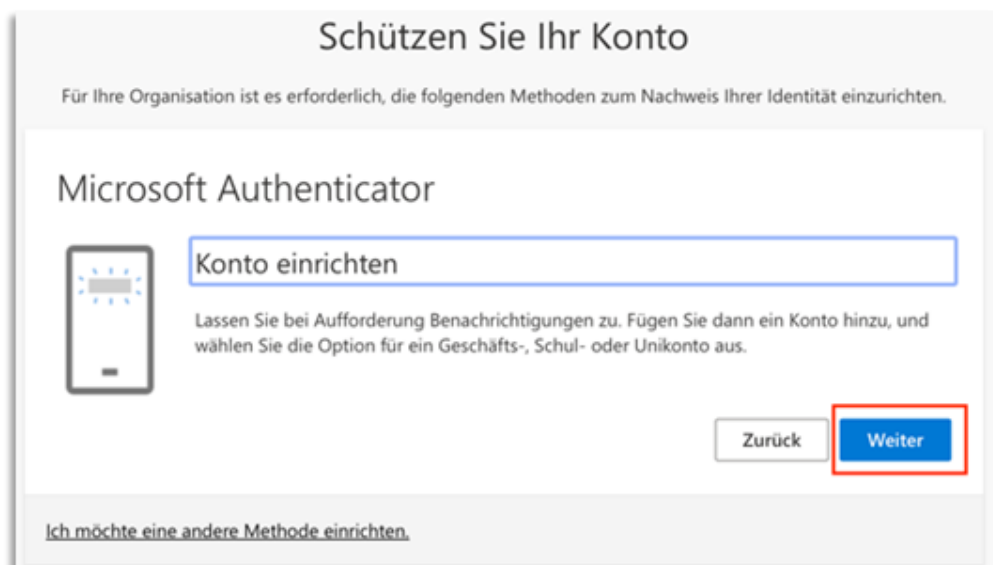 Schützen Sie Ihr Konto
Für Ihre Organisation ist es erforderlich, die folgenden Methoden zum Nachweis Ihrer Identität einzurichten.
Microsoft Authenticator
Konto einrichten
Lassen Sie bei Aufforderung Benachrichtigungen zu. Fügen Sie dann ein Konto hinzu, und
wählen Sie die Option für ein Geschäfts-, Schul- oder Unikonto aus.
Zurück Weiter
Ich möchte eine andere Methode einrichten.